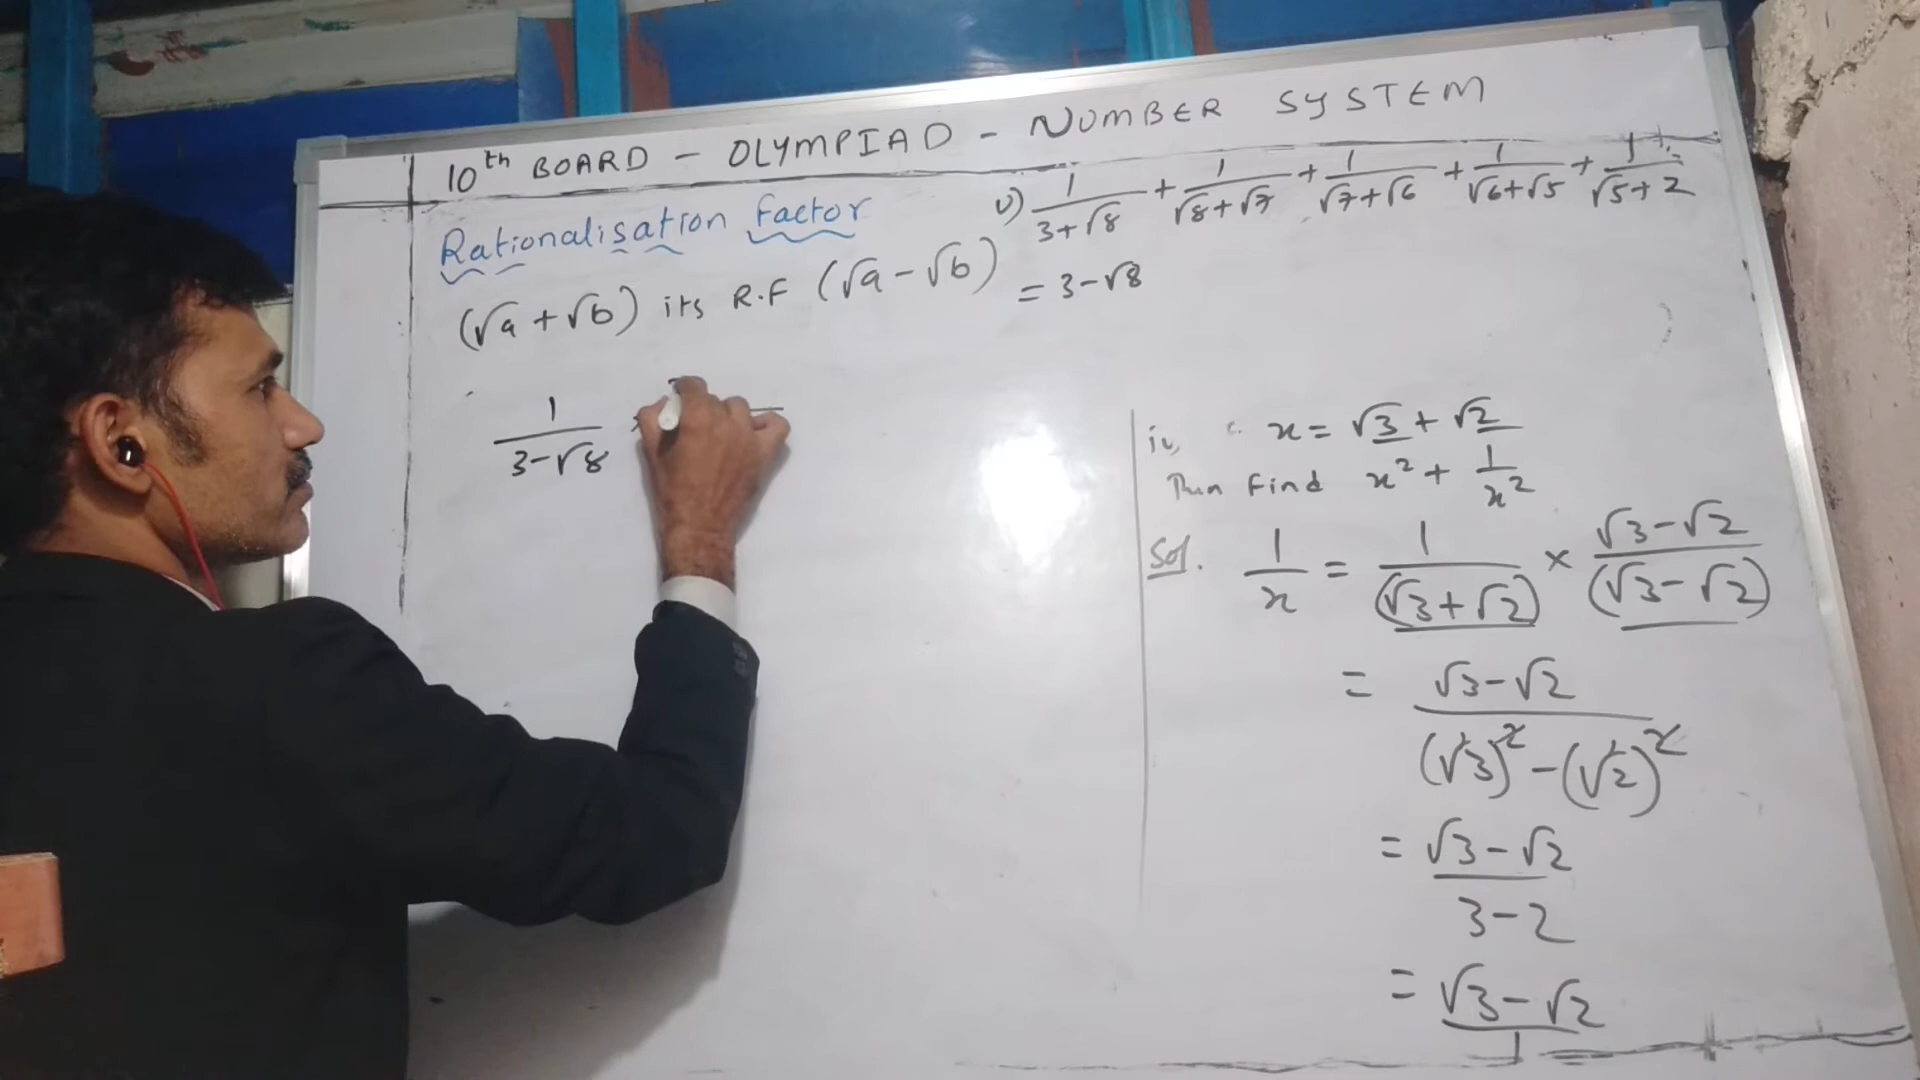 10th BOARD - OLYMPIAD - NUMBER SYSTEM
Rationalisation Factor
(√a + √b) its R.F (√a - √b)
1/(3-√8) ×
v) 1/(3+√8) + 1/(√8+√7) + 1/(√7+√6) + 1/(√6+√5) + 1/(√5+2)
= 3-√8
iv, x = √3 + √2
Then Find x² + 1/x²
Sol. 1/x = 1/(√3+√2) × (√3-√2)/(√3-√2)
= (√3-√2)/((√3)²-(√2)²)
= (√3-√2)/(3-2)
= (√3-√2)/1